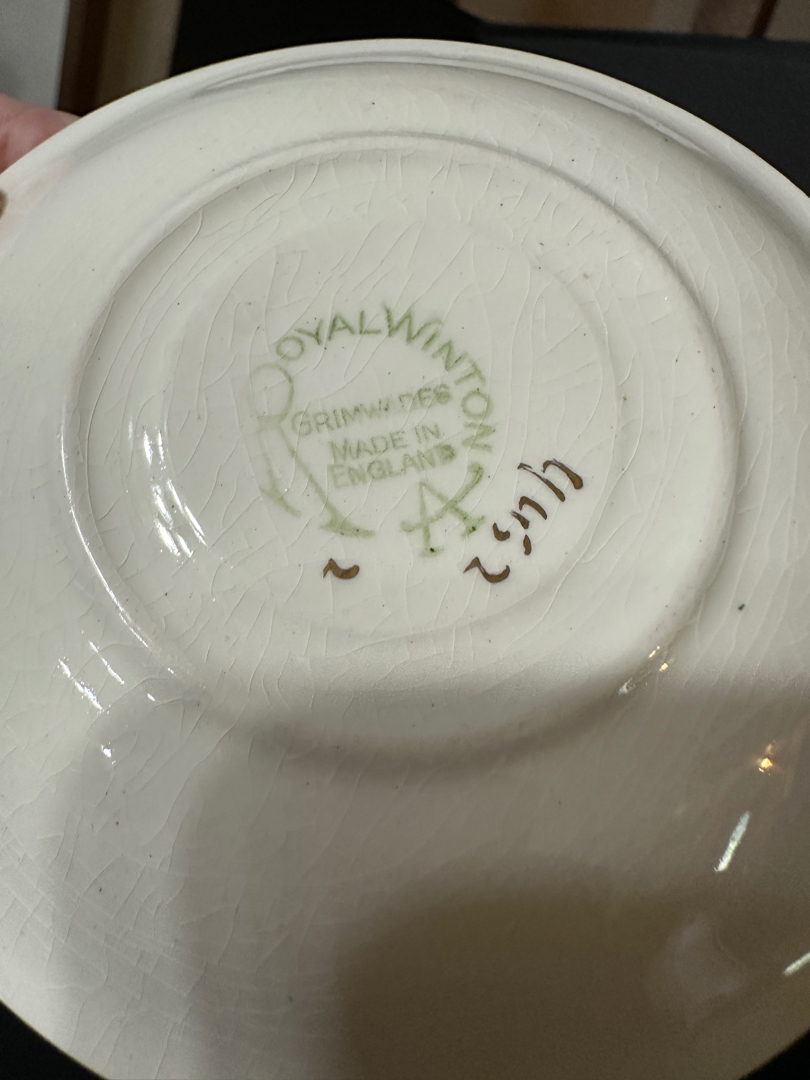 ROYAL WINTON
GRIMWADES
MADE IN
ENGLAND
A